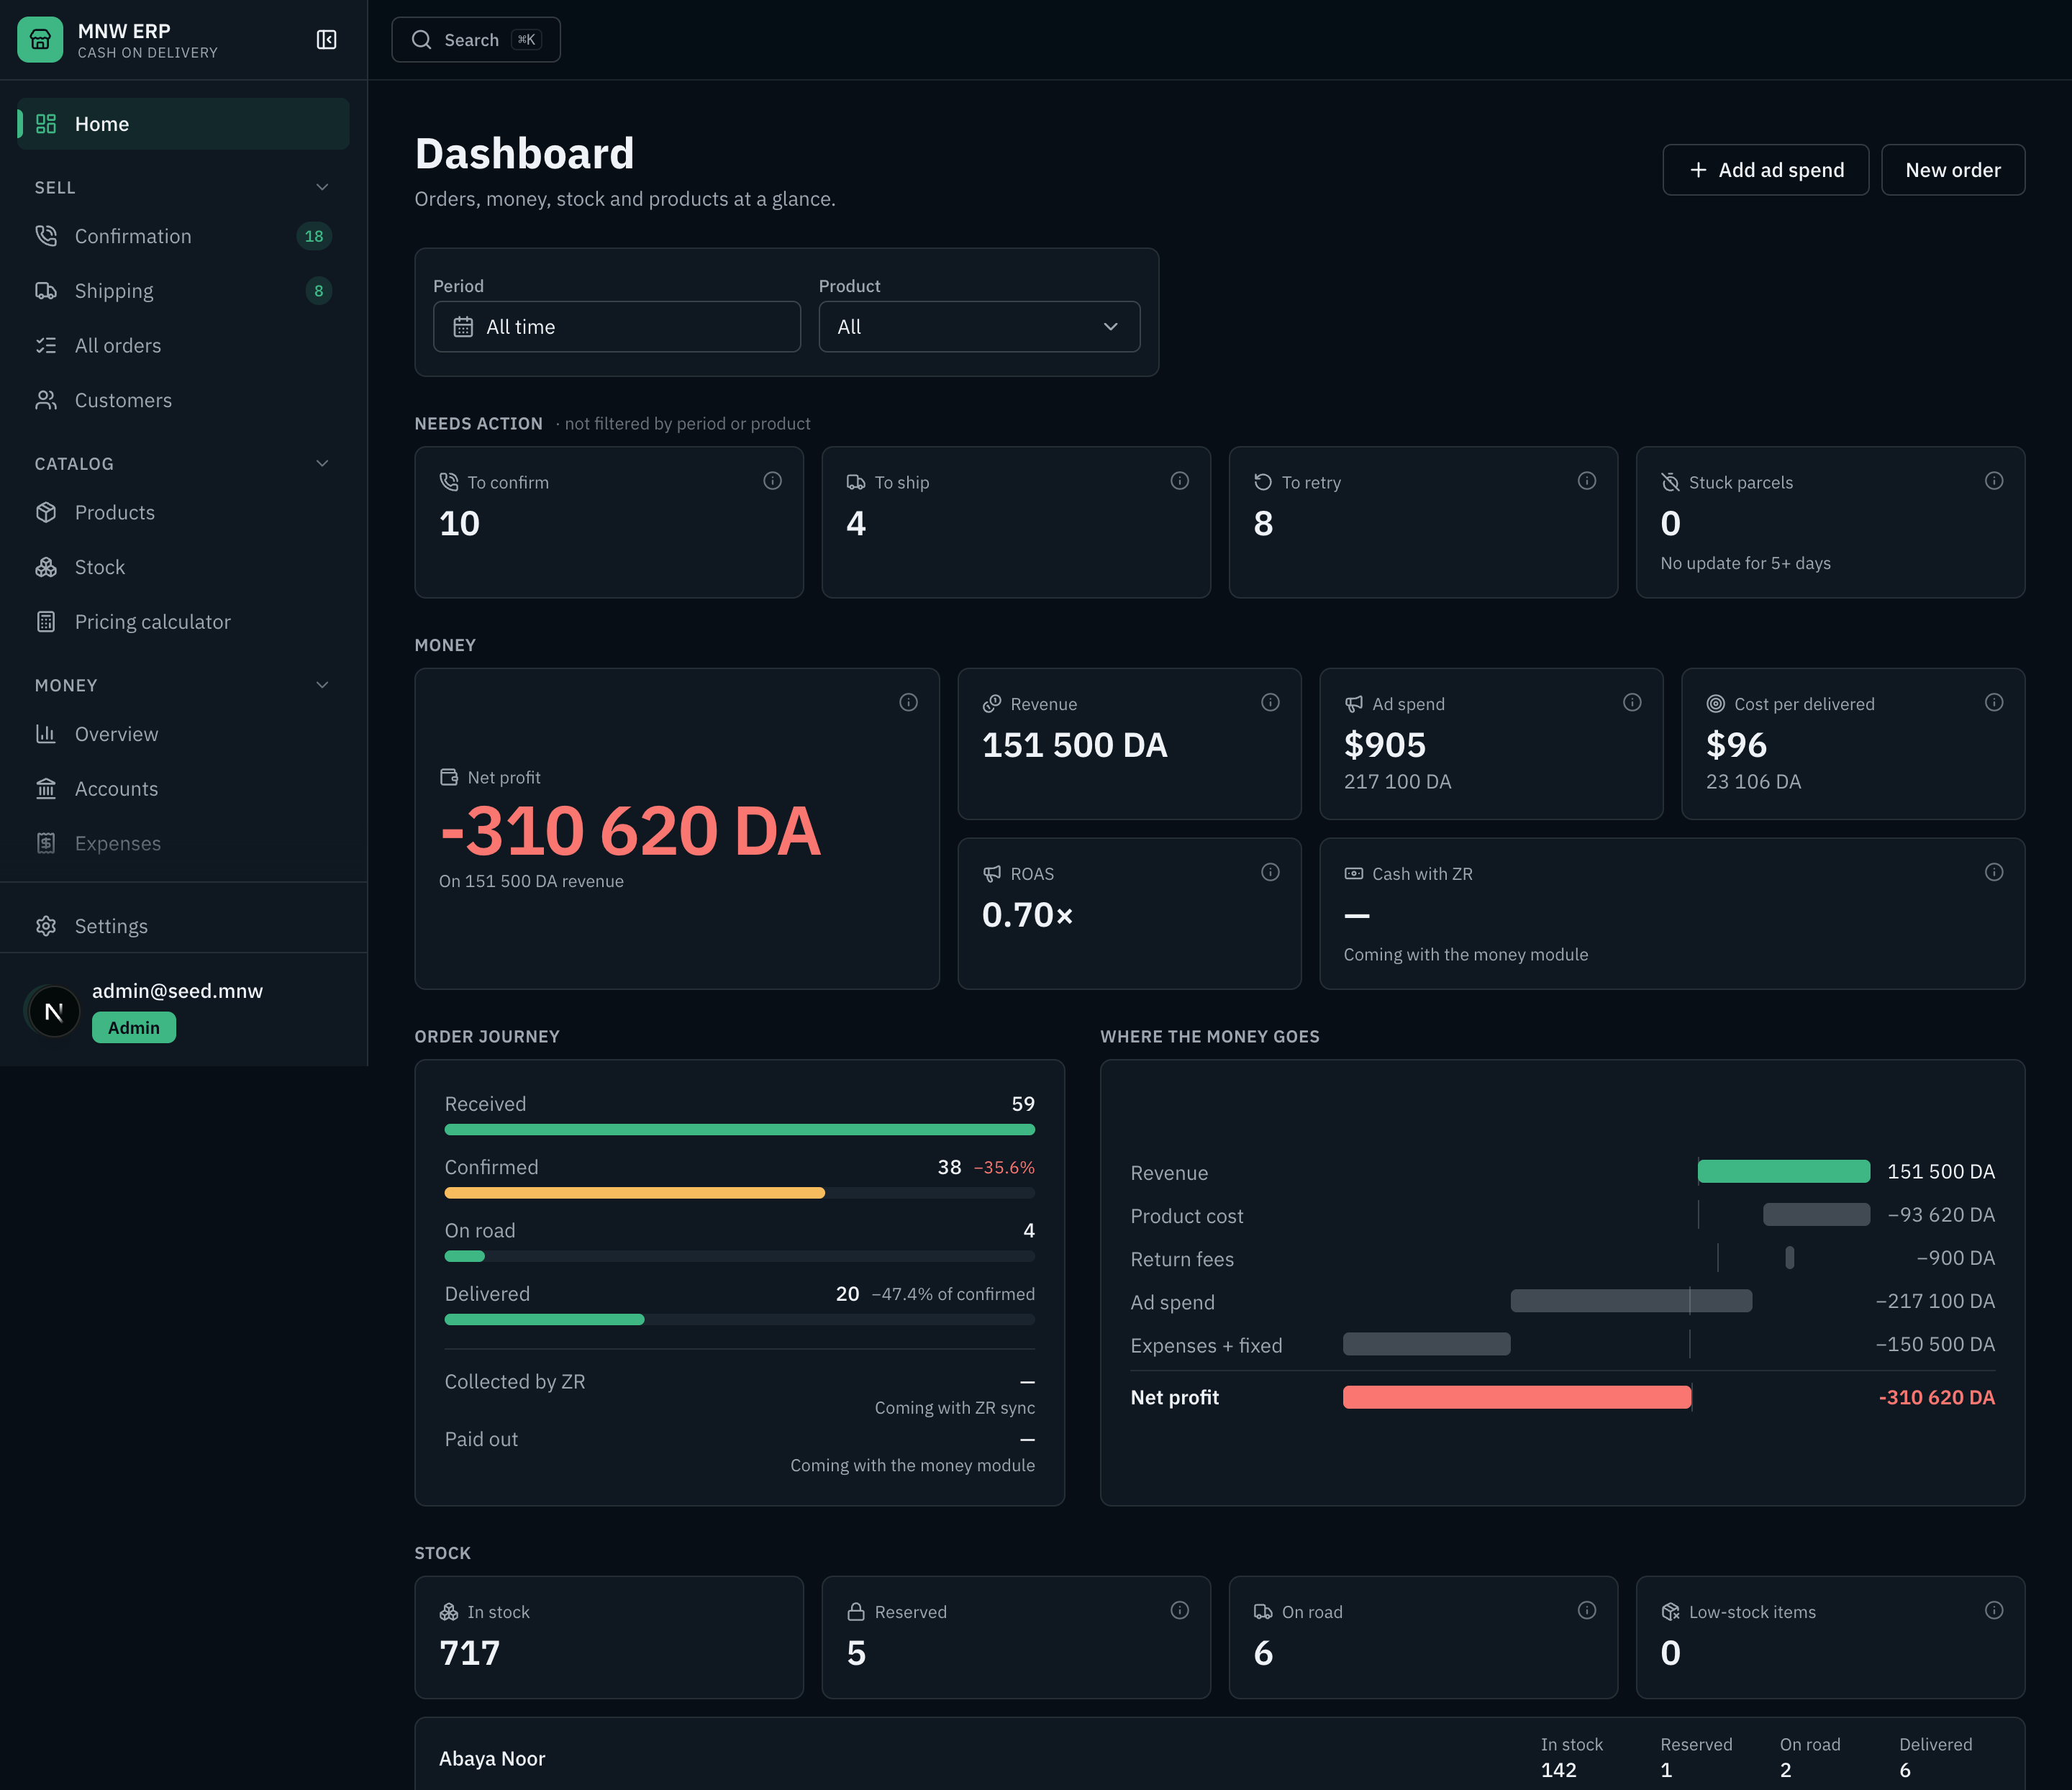 MNW ERP
CASH ON DELIVERY
Search ⌘K
Home
SELL
Confirmation 18
Shipping 8
All orders
Customers
CATALOG
Products
Stock
Pricing calculator
MONEY
Overview
Accounts
Expenses
Settings
N
admin@seed.mnw
Admin
Dashboard
Orders, money, stock and products at a glance.
+ Add ad spend
New order
Period
All time
Product
All
NEEDS ACTION · not filtered by period or product
To confirm
10
To ship
4
To retry
8
Stuck parcels
0
No update for 5+ days
MONEY
Net profit
-310 620 DA
On 151 500 DA revenue
Revenue
151 500 DA
Ad spend
$905
217 100 DA
Cost per delivered
$96
23 106 DA
ROAS
0.70×
Cash with ZR
—
Coming with the money module
ORDER JOURNEY
Received 59
Confirmed 38 −35.6%
On road 4
Delivered 20 −47.4% of confirmed
Collected by ZR —
Coming with ZR sync
Paid out —
Coming with the money module
WHERE THE MONEY GOES
Revenue 151 500 DA
Product cost −93 620 DA
Return fees −900 DA
Ad spend −217 100 DA
Expenses + fixed −150 500 DA
Net profit -310 620 DA
STOCK
In stock
717
Reserved
5
On road
6
Low-stock items
0
Abaya Noor
In stock
142
Reserved
1
On road
2
Delivered
6